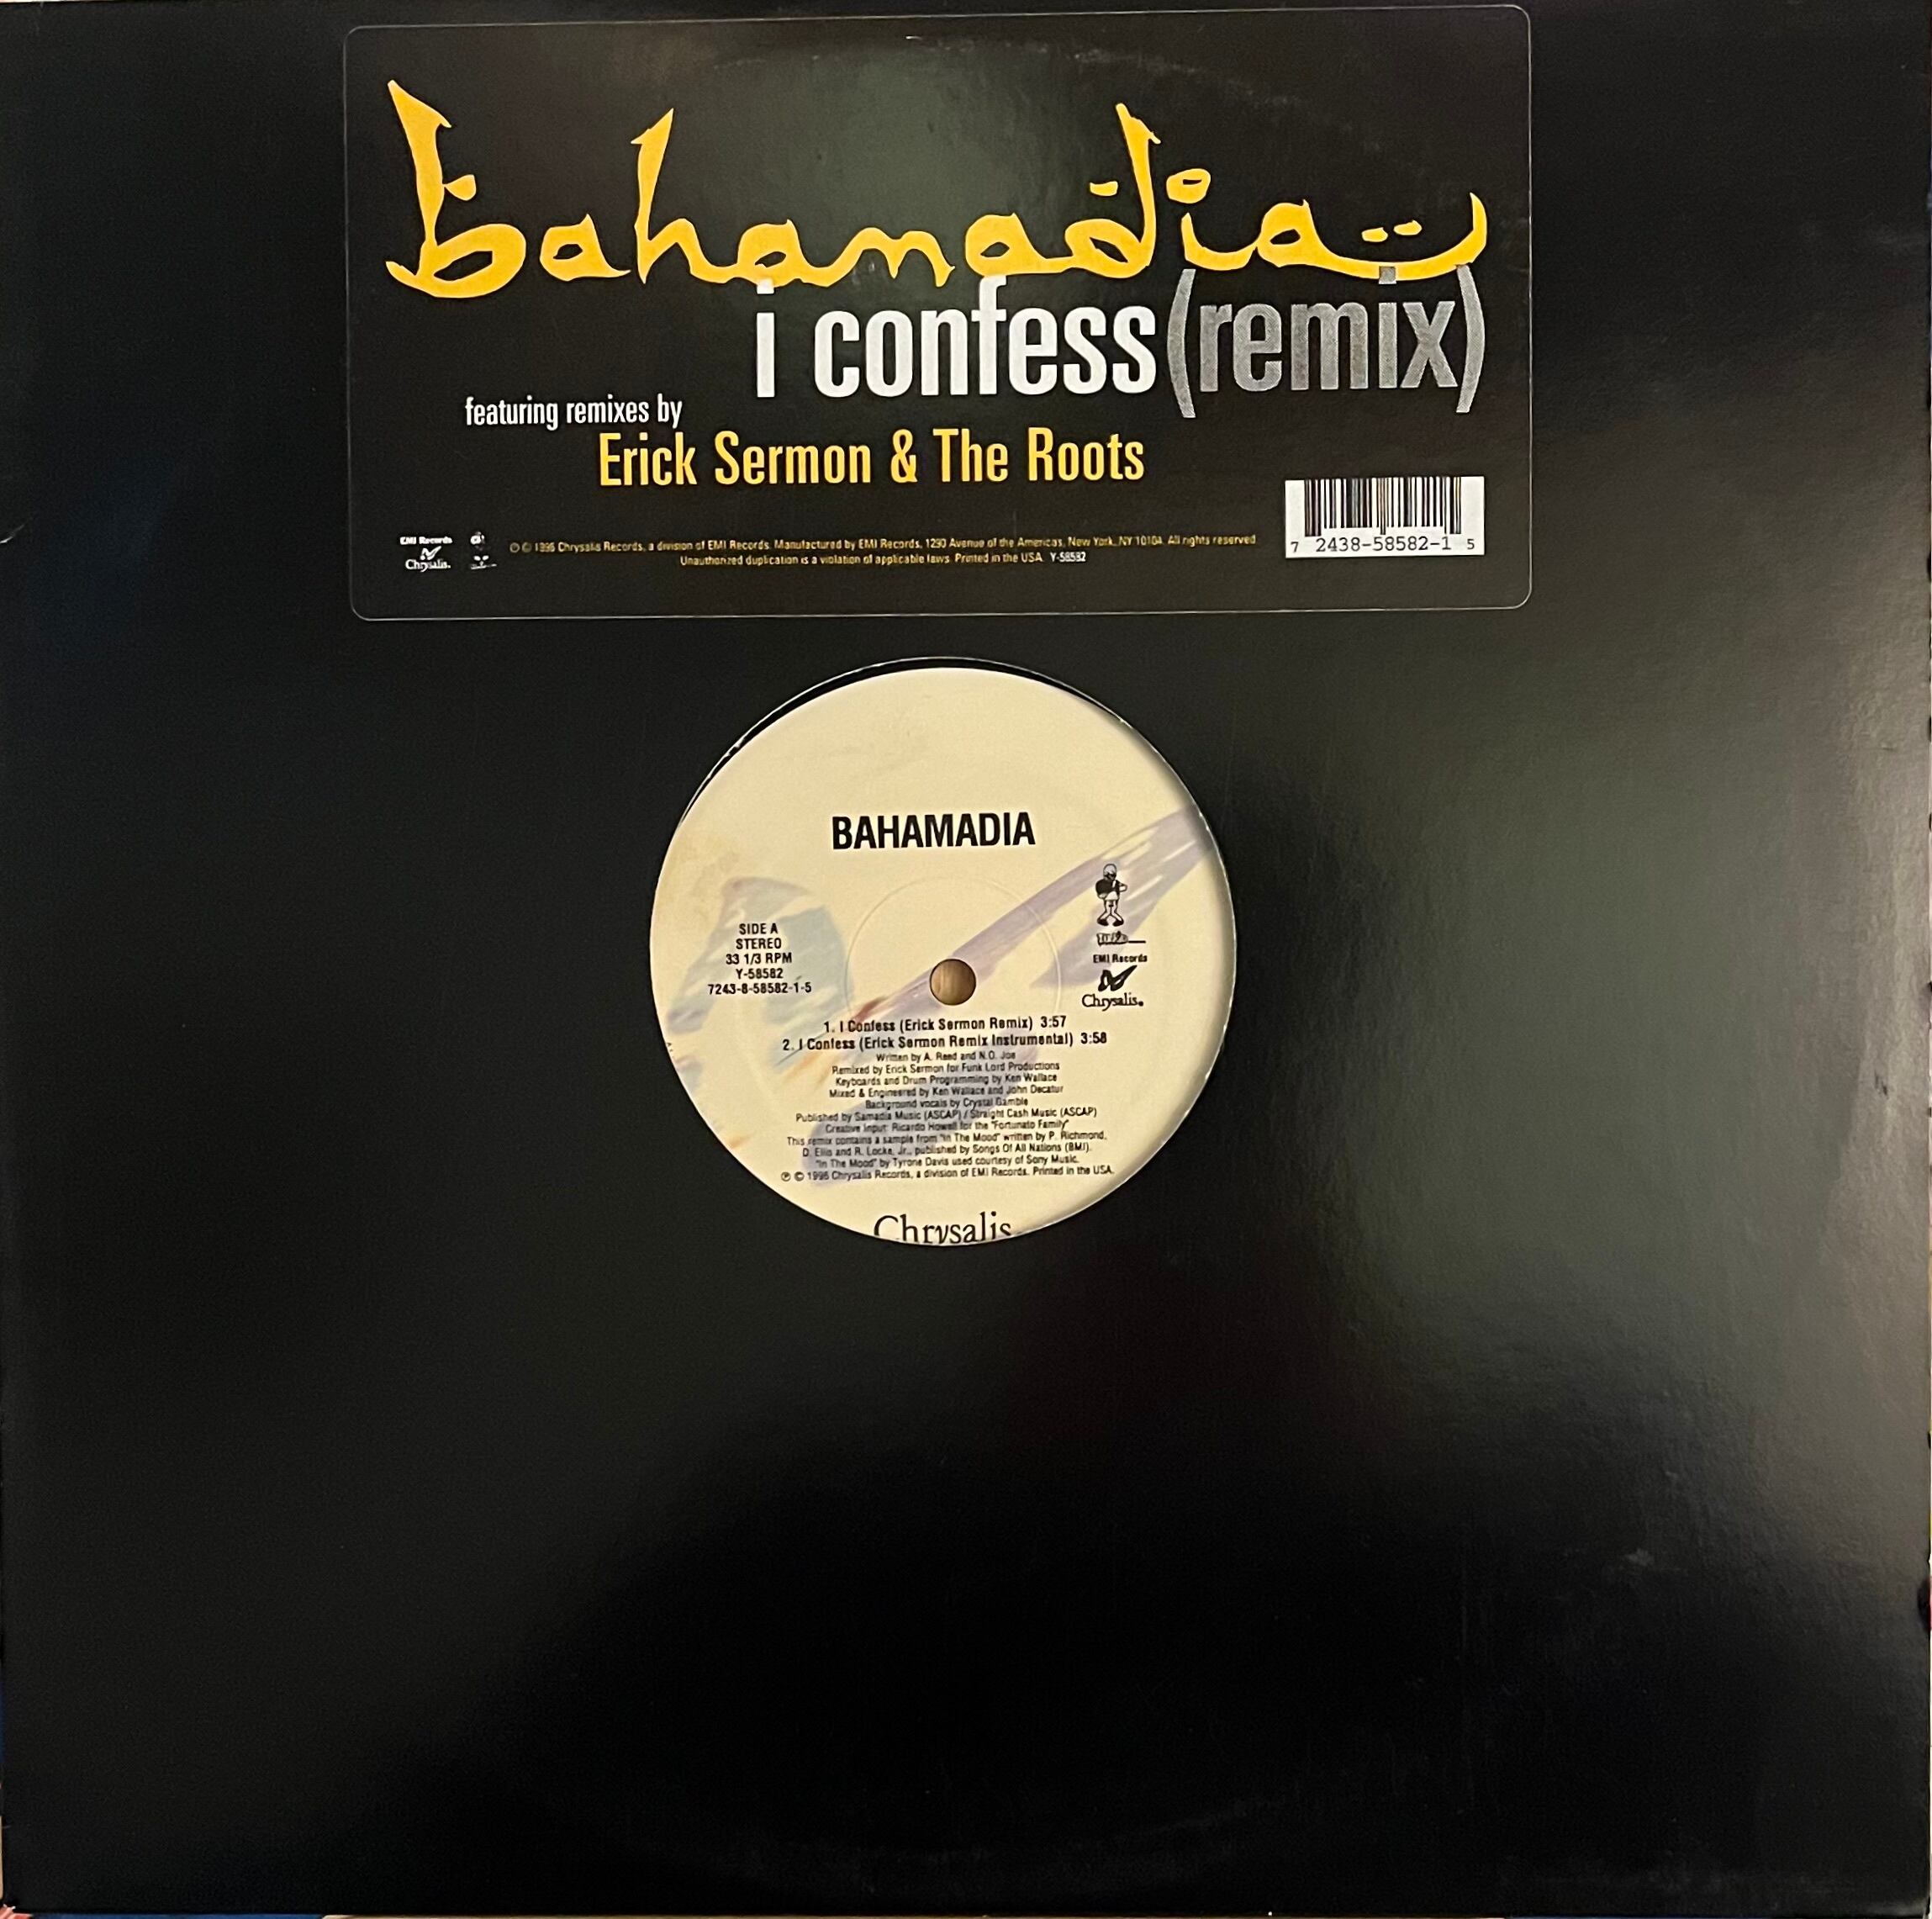 bahamadia
i confess (remix)
featuring remixes by
Erick Sermon & The Roots
EMI Records
Chrysalis.
℗ © 1996 Chrysalis Records, a division of EMI Records. Manufactured by EMI Records, 1290 Avenue of the Americas, New York, NY 10104. All rights reserved
Unauthorized duplication is a violation of applicable laws. Printed in the USA. Y-58582
7 2438-58582-1 5
BAHAMADIA
SIDE A
STEREO
33 1/3 RPM
Y-58582
7243-8-58582-1-5
EMI Records
Chrysalis.
1. I Confess (Erick Sermon Remix) 3:57
2. I Confess (Erick Sermon Remix Instrumental) 3:58
Written by A. Reed and N.O. Joe
Remixed by Erick Sermon for Funk Lord Productions
Keyboards and Drum Programming by Ken Wallace
Mixed & Engineered by Ken Wallace and John Decatur
Background vocals by Crystal Gamble
Published by Samadia Music (ASCAP) / Straight Cash Music (ASCAP)
Creative Input: Ricardo Howell for the "Fortunato Family"
This remix contains a sample from "In The Mood" written by P. Richmond,
D. Ellis and R. Locke, Jr., published by Songs Of All Nations (BMI).
"In The Mood" by Tyrone Davis used courtesy of Sony Music.
℗ © 1996 Chrysalis Records, a division of EMI Records. Printed in the USA.
Chrysalis